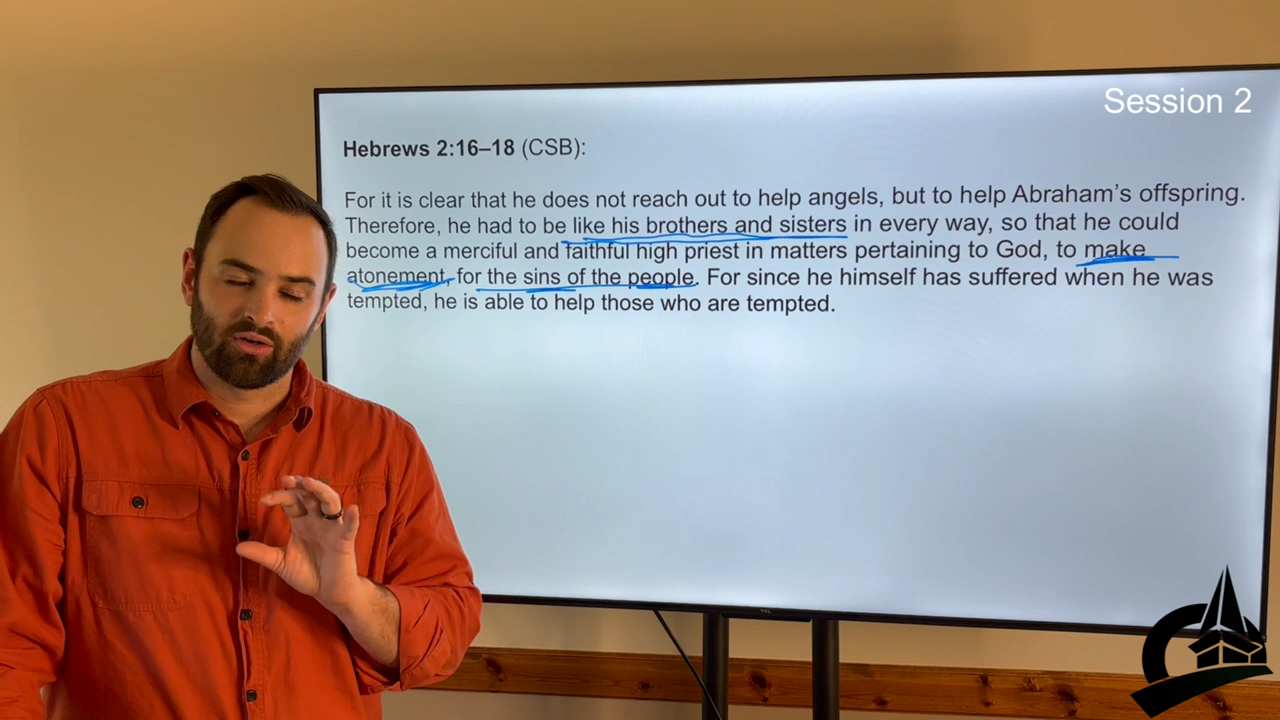 Session 2
Hebrews 2:16–18 (CSB):
For it is clear that he does not reach out to help angels, but to help Abraham’s offspring.
Therefore, he had to be like his brothers and sisters in every way, so that he could
become a merciful and faithful high priest in matters pertaining to God, to make
atonement, for the sins of the people. For since he himself has suffered when he was
tempted, he is able to help those who are tempted.
TCL